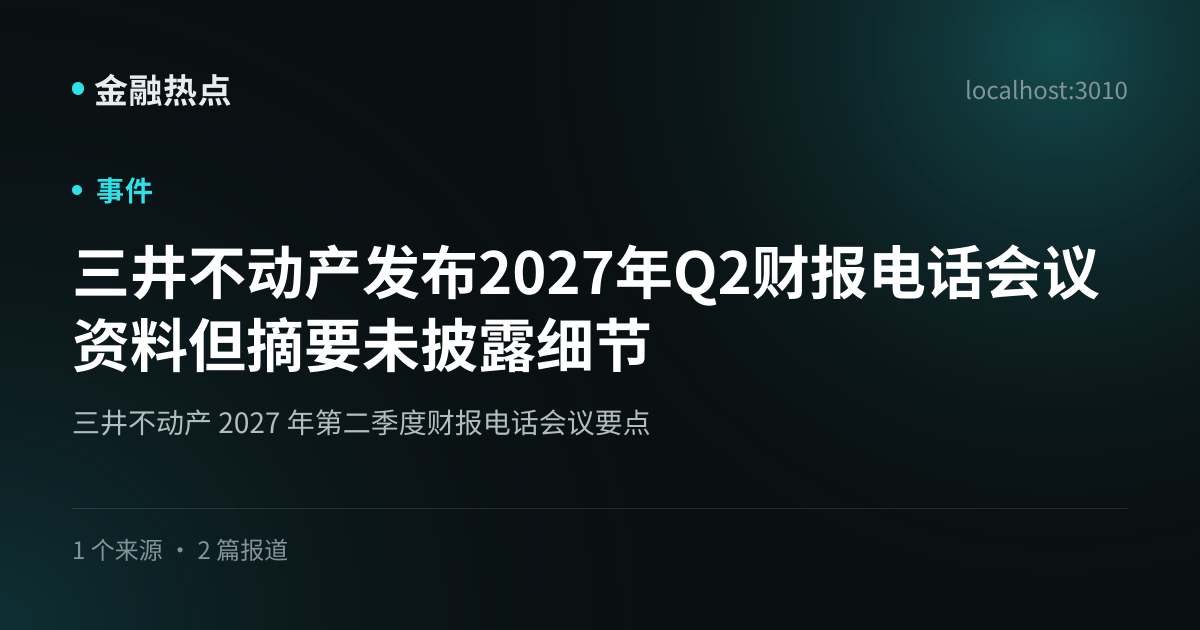 金融热点
localhost:3010
事件
三井不动产发布2027年Q2财报电话会议
资料但摘要未披露细节
三井不动产 2027 年第二季度财报电话会议要点
1 个来源 · 2 篇报道